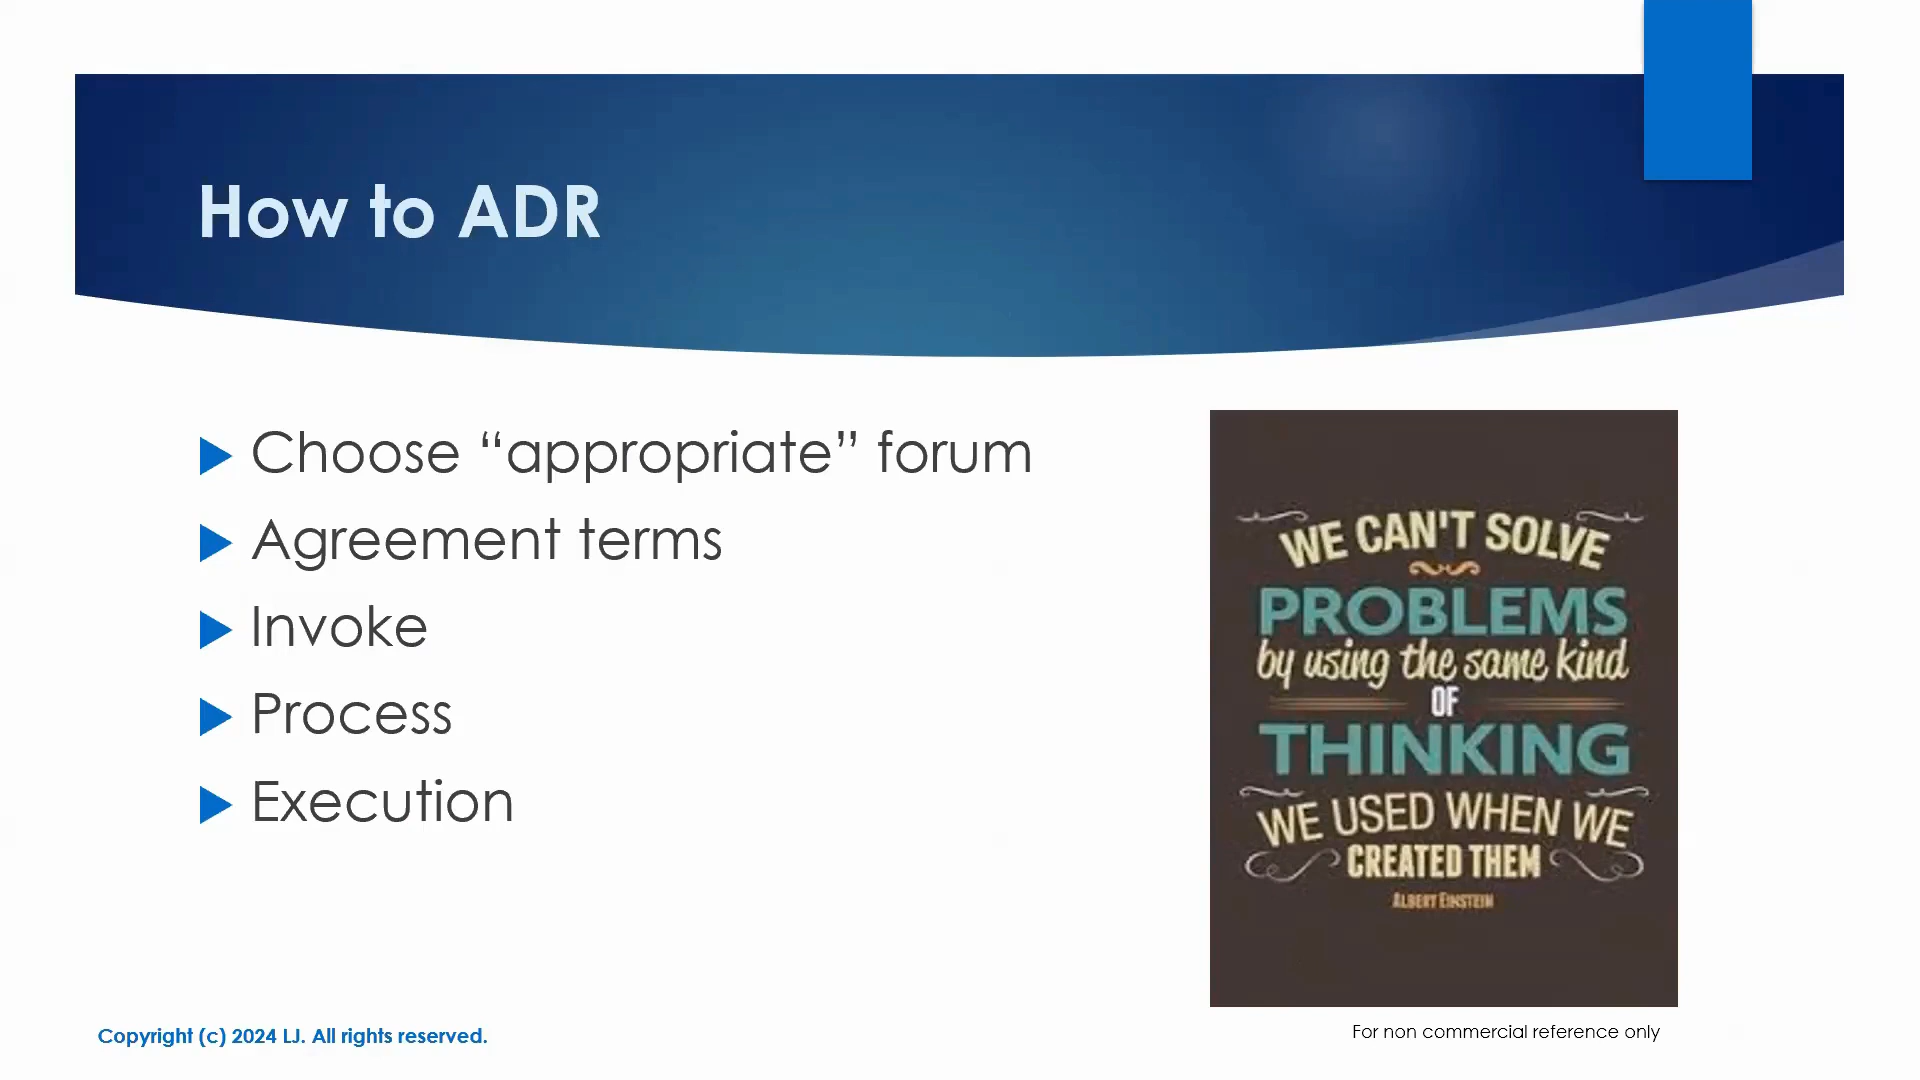 How to ADR
Choose “appropriate” forum
Agreement terms
Invoke
Process
Execution
WE CAN'T SOLVE
PROBLEMS
by using the same kind
OF
THINKING
WE USED WHEN WE
CREATED THEM
ALBERT EINSTEIN
Copyright (c) 2024 LJ. All rights reserved.
For non commercial reference only